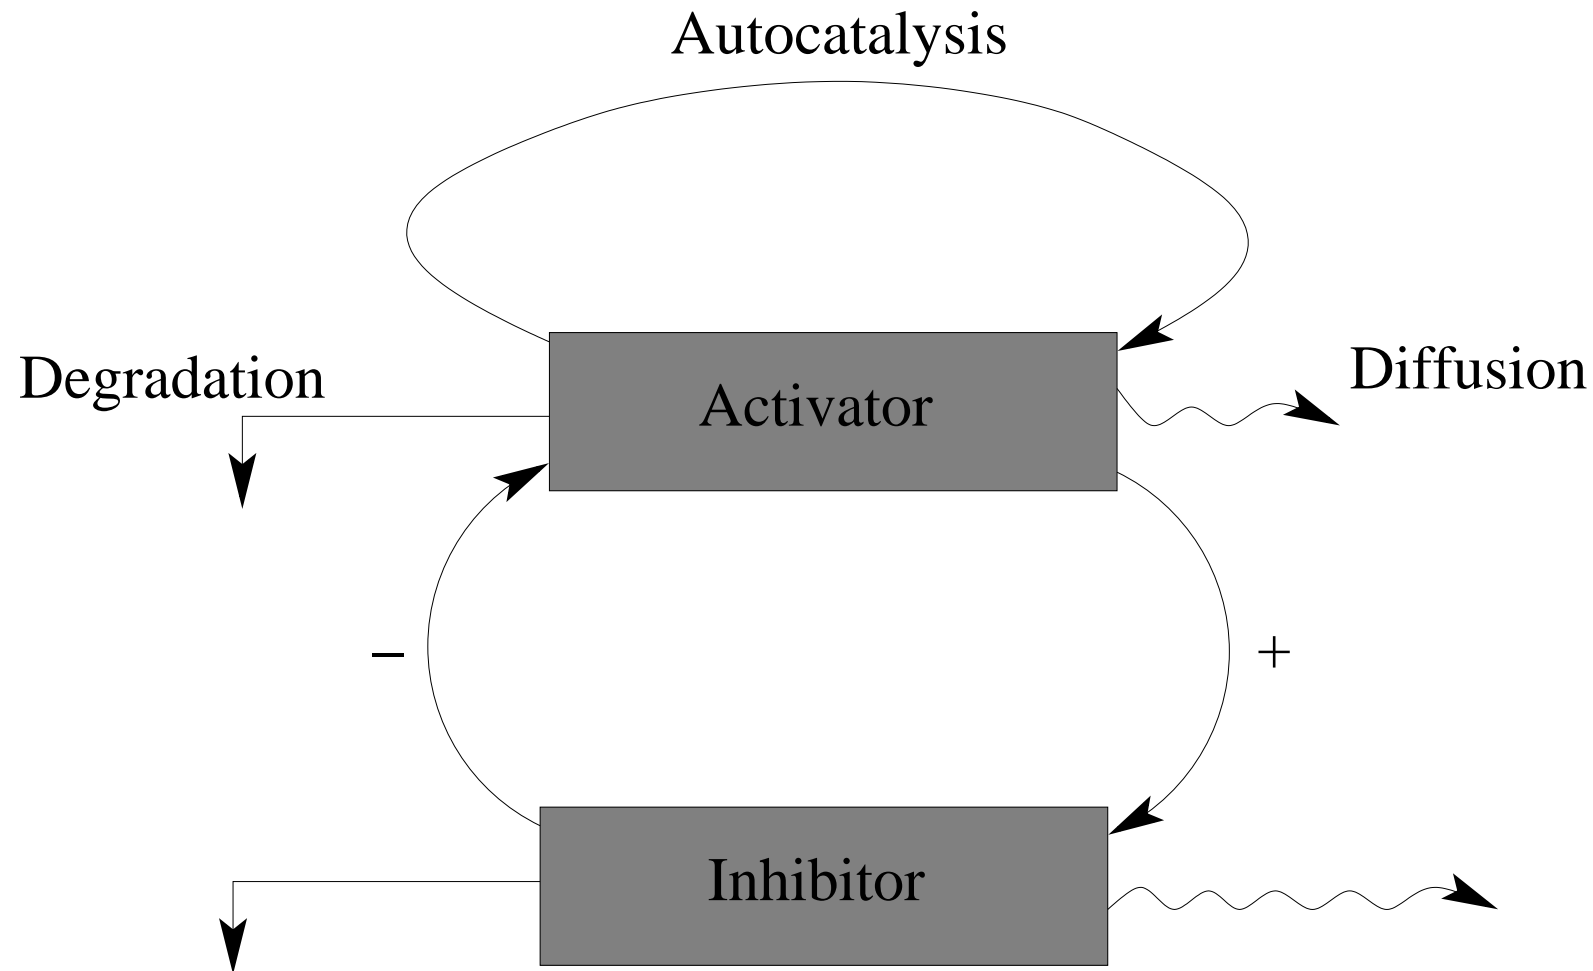 Autocatalysis
Degradation
Activator
Diffusion
−
+
Inhibitor